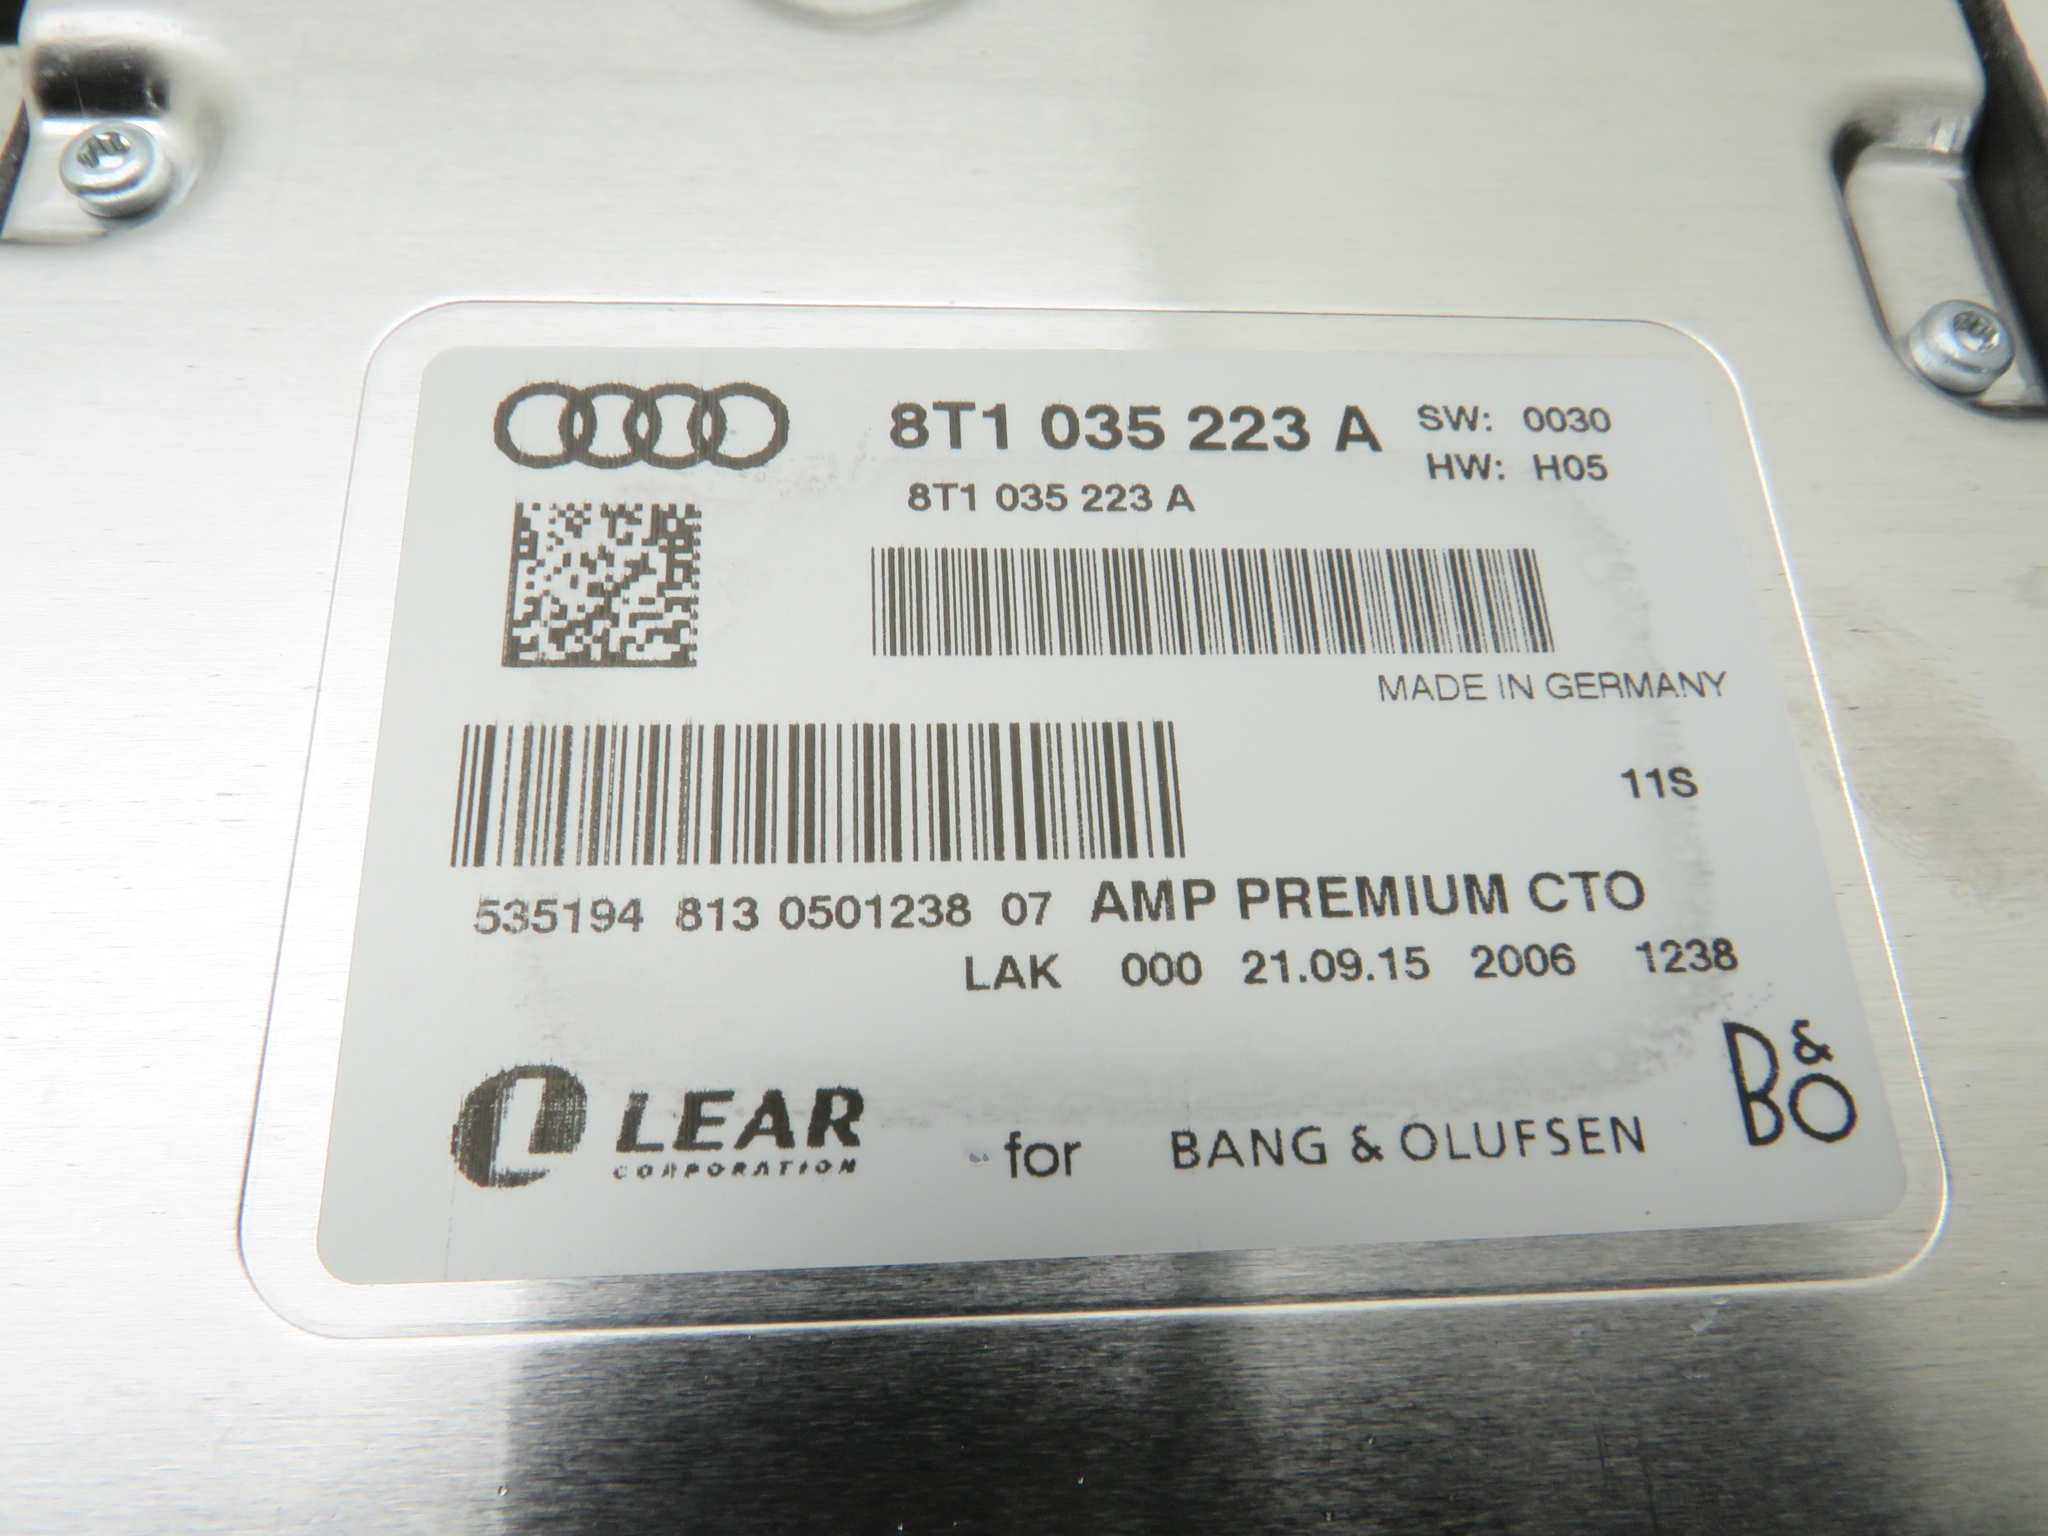 8T1 035 223 A SW: 0030
HW: H05
8T1 035 223 A
MADE IN GERMANY
11S
535194 813 0501238 07 AMP PREMIUM CTO
LAK 000 21.09.15 2006 1238
B&O
LEAR
CORPORATION
for BANG & OLUFSEN